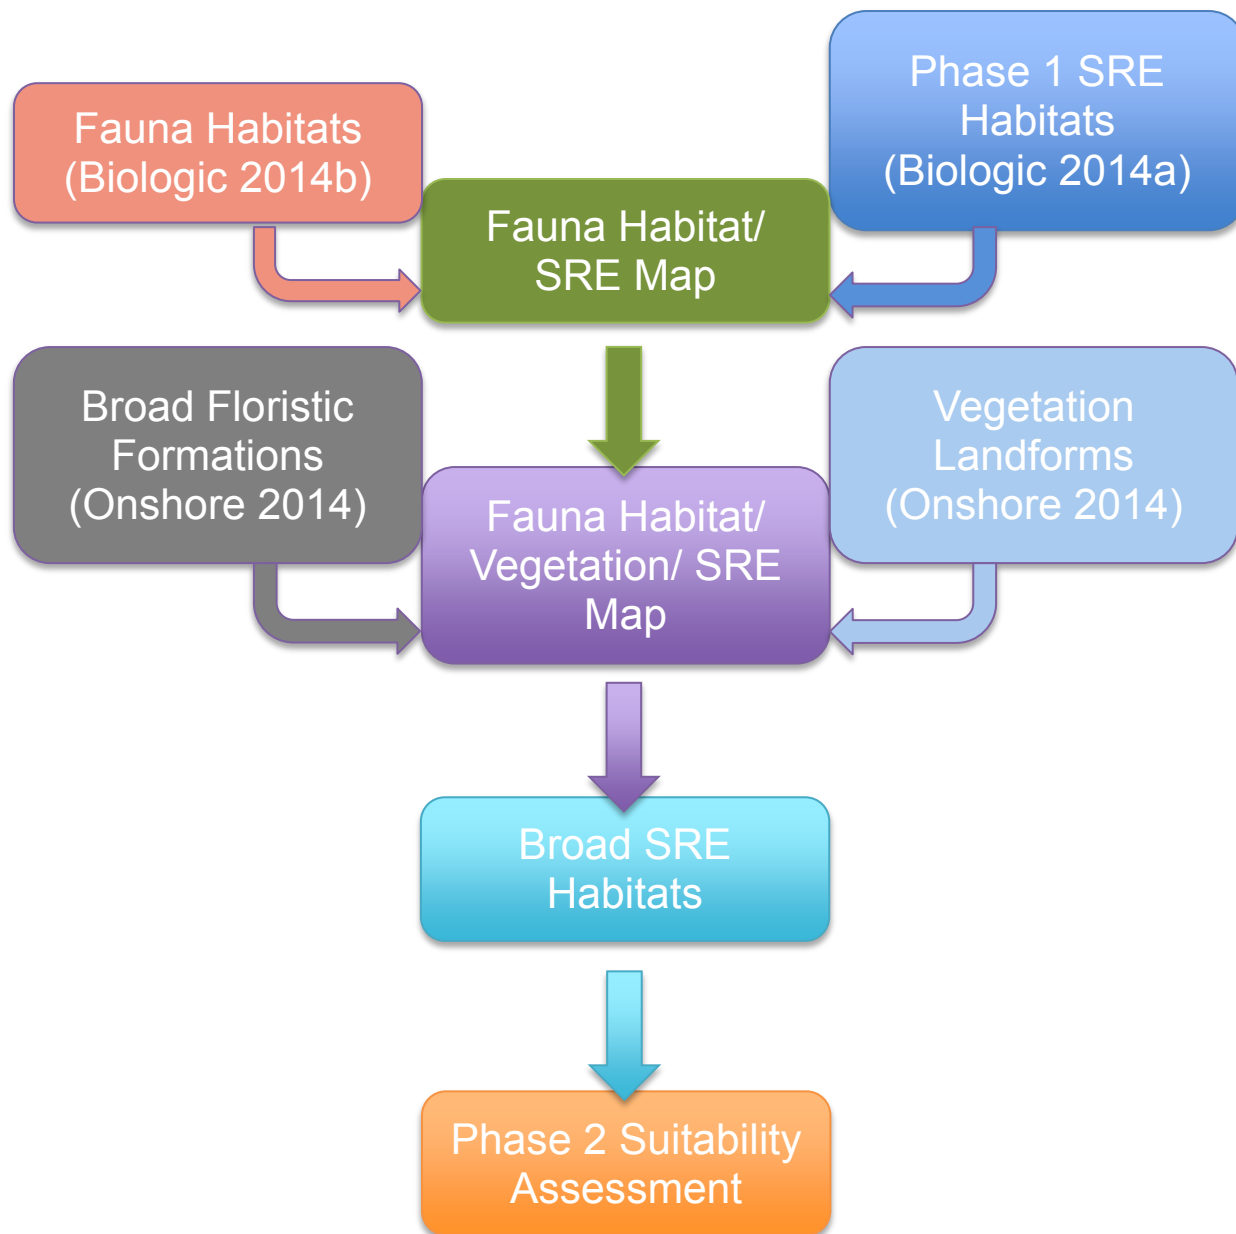 Fauna Habitats
(Biologic 2014b)
Phase 1 SRE
Habitats
(Biologic 2014a)
Fauna Habitat/
SRE Map
Broad Floristic
Formations
(Onshore 2014)
Vegetation
Landforms
(Onshore 2014)
Fauna Habitat/
Vegetation/ SRE
Map
Broad SRE
Habitats
Phase 2 Suitability
Assessment